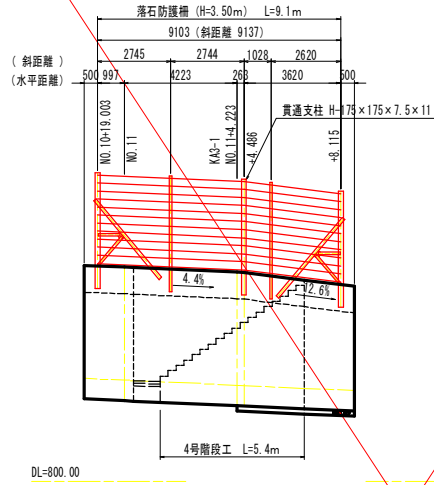 落石防護柵 (H=3.50m) L=9.1m
9103 (斜距離 9137)
( 斜距離 )
2745 2744 1028 2620
(水平距離)
500 997 4223 263 3620 500
NO.10+19.003
NO.11
KA3-1
NO.11+4.223
+4.486
+8.115
貫通支柱 H-175×175×7.5×11
4.4%
12.6%
4号階段工 L=5.4m
DL=800.00